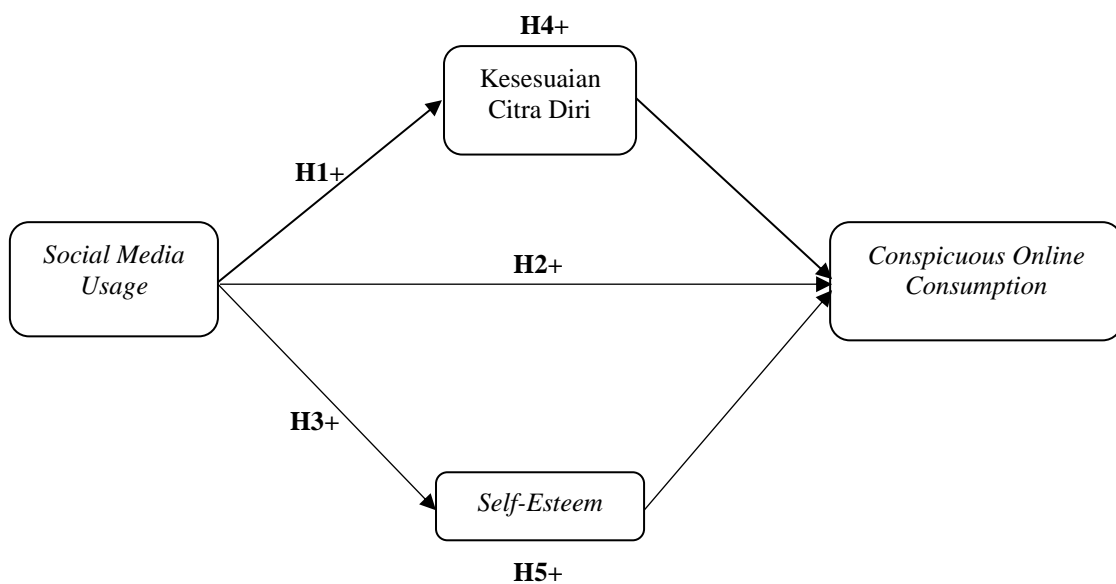 H4+
Kesesuaian
Citra Diri
H1+
Social Media
Usage
H2+
Conspicuous Online
Consumption
H3+
Self-Esteem
H5+